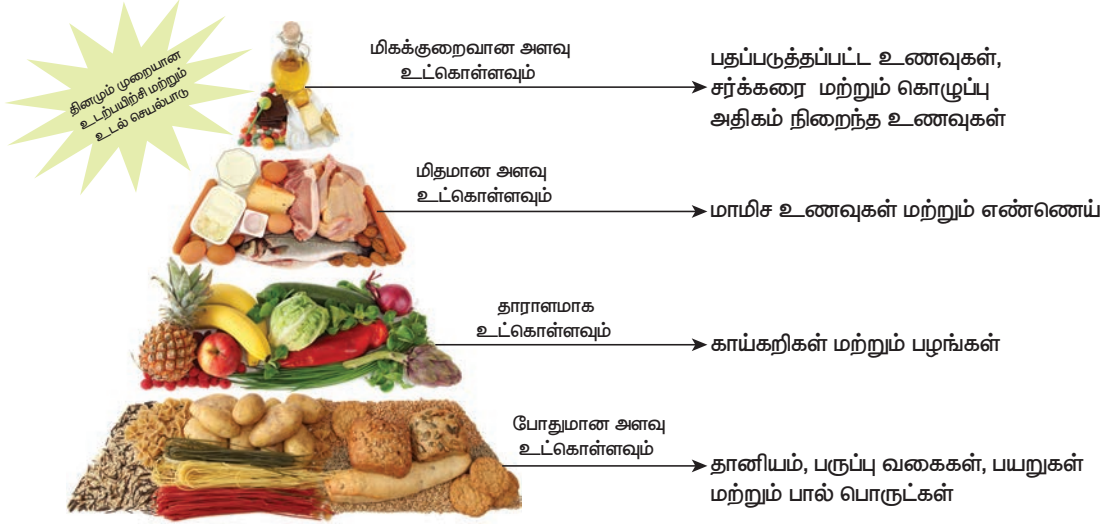 தினமும் முறையான
உடற்பயிற்சி மற்றும்
உடல் செயல்பாடு
மிகக்குறைவான அளவு
உட்கொள்ளவும்
பதப்படுத்தப்பட்ட உணவுகள்,
சர்க்கரை மற்றும் கொழுப்பு
அதிகம் நிறைந்த உணவுகள்
மிதமான அளவு
உட்கொள்ளவும்
மாமிச உணவுகள் மற்றும் எண்ணெய்
தாராளமாக
உட்கொள்ளவும்
காய்கறிகள் மற்றும் பழங்கள்
போதுமான அளவு
உட்கொள்ளவும்
தானியம், பருப்பு வகைகள், பயறுகள்
மற்றும் பால் பொருட்கள்